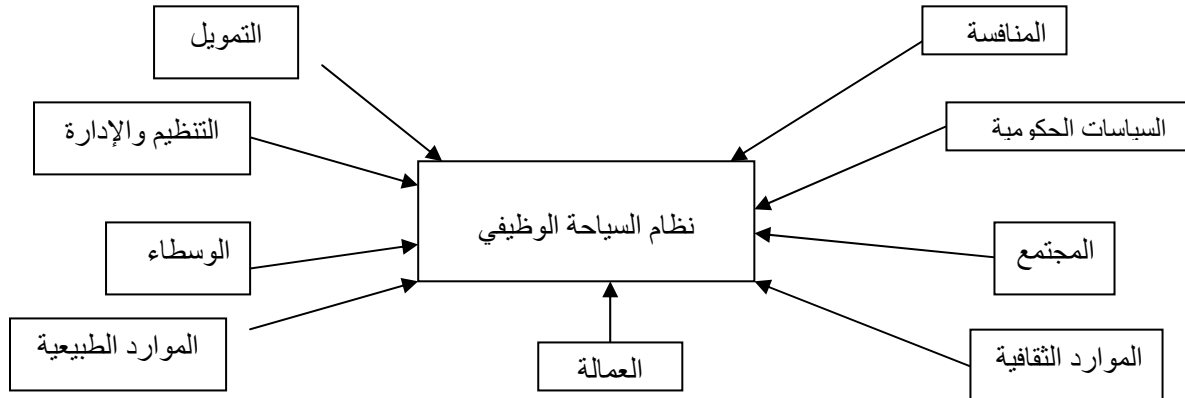 المنافسة
التمويل
السياسات الحكومية
التنظيم والإدارة
نظام السياحة الوظيفي
المجتمع
الوسطاء
الموارد الثقافية
العمالة
الموارد الطبيعية